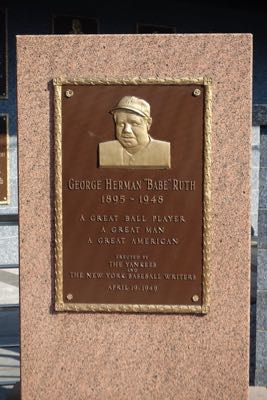 George Herman "Babe" Ruth
1895 - 1948
A GREAT BALL PLAYER
A GREAT MAN
A GREAT AMERICAN
ERECTED BY
THE YANKEES
AND
THE NEW YORK BASEBALL WRITERS
APRIL 19, 1949